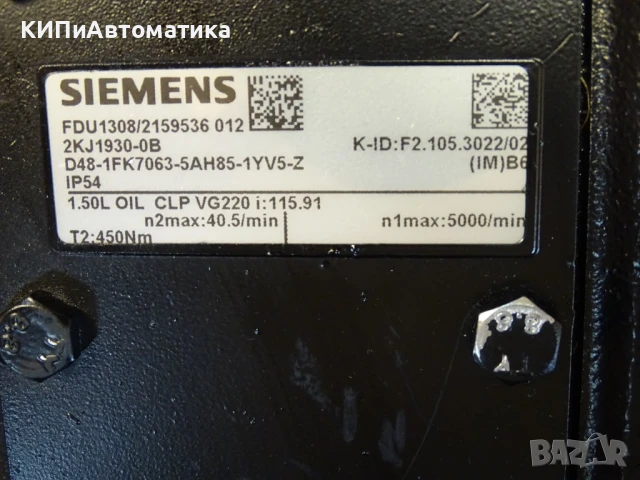 КИПиАвтоматика
SIEMENS
FDU1308/2159536 012
2KJ1930-0B K-ID:F2.105.3022/02
D48-1FK7063-5AH85-1YV5-Z (IM)B6
IP54
1.50L OIL CLP VG220 i:115.91
n2max:40.5/min n1max:5000/min
T2:450Nm
8.8
BAZAR